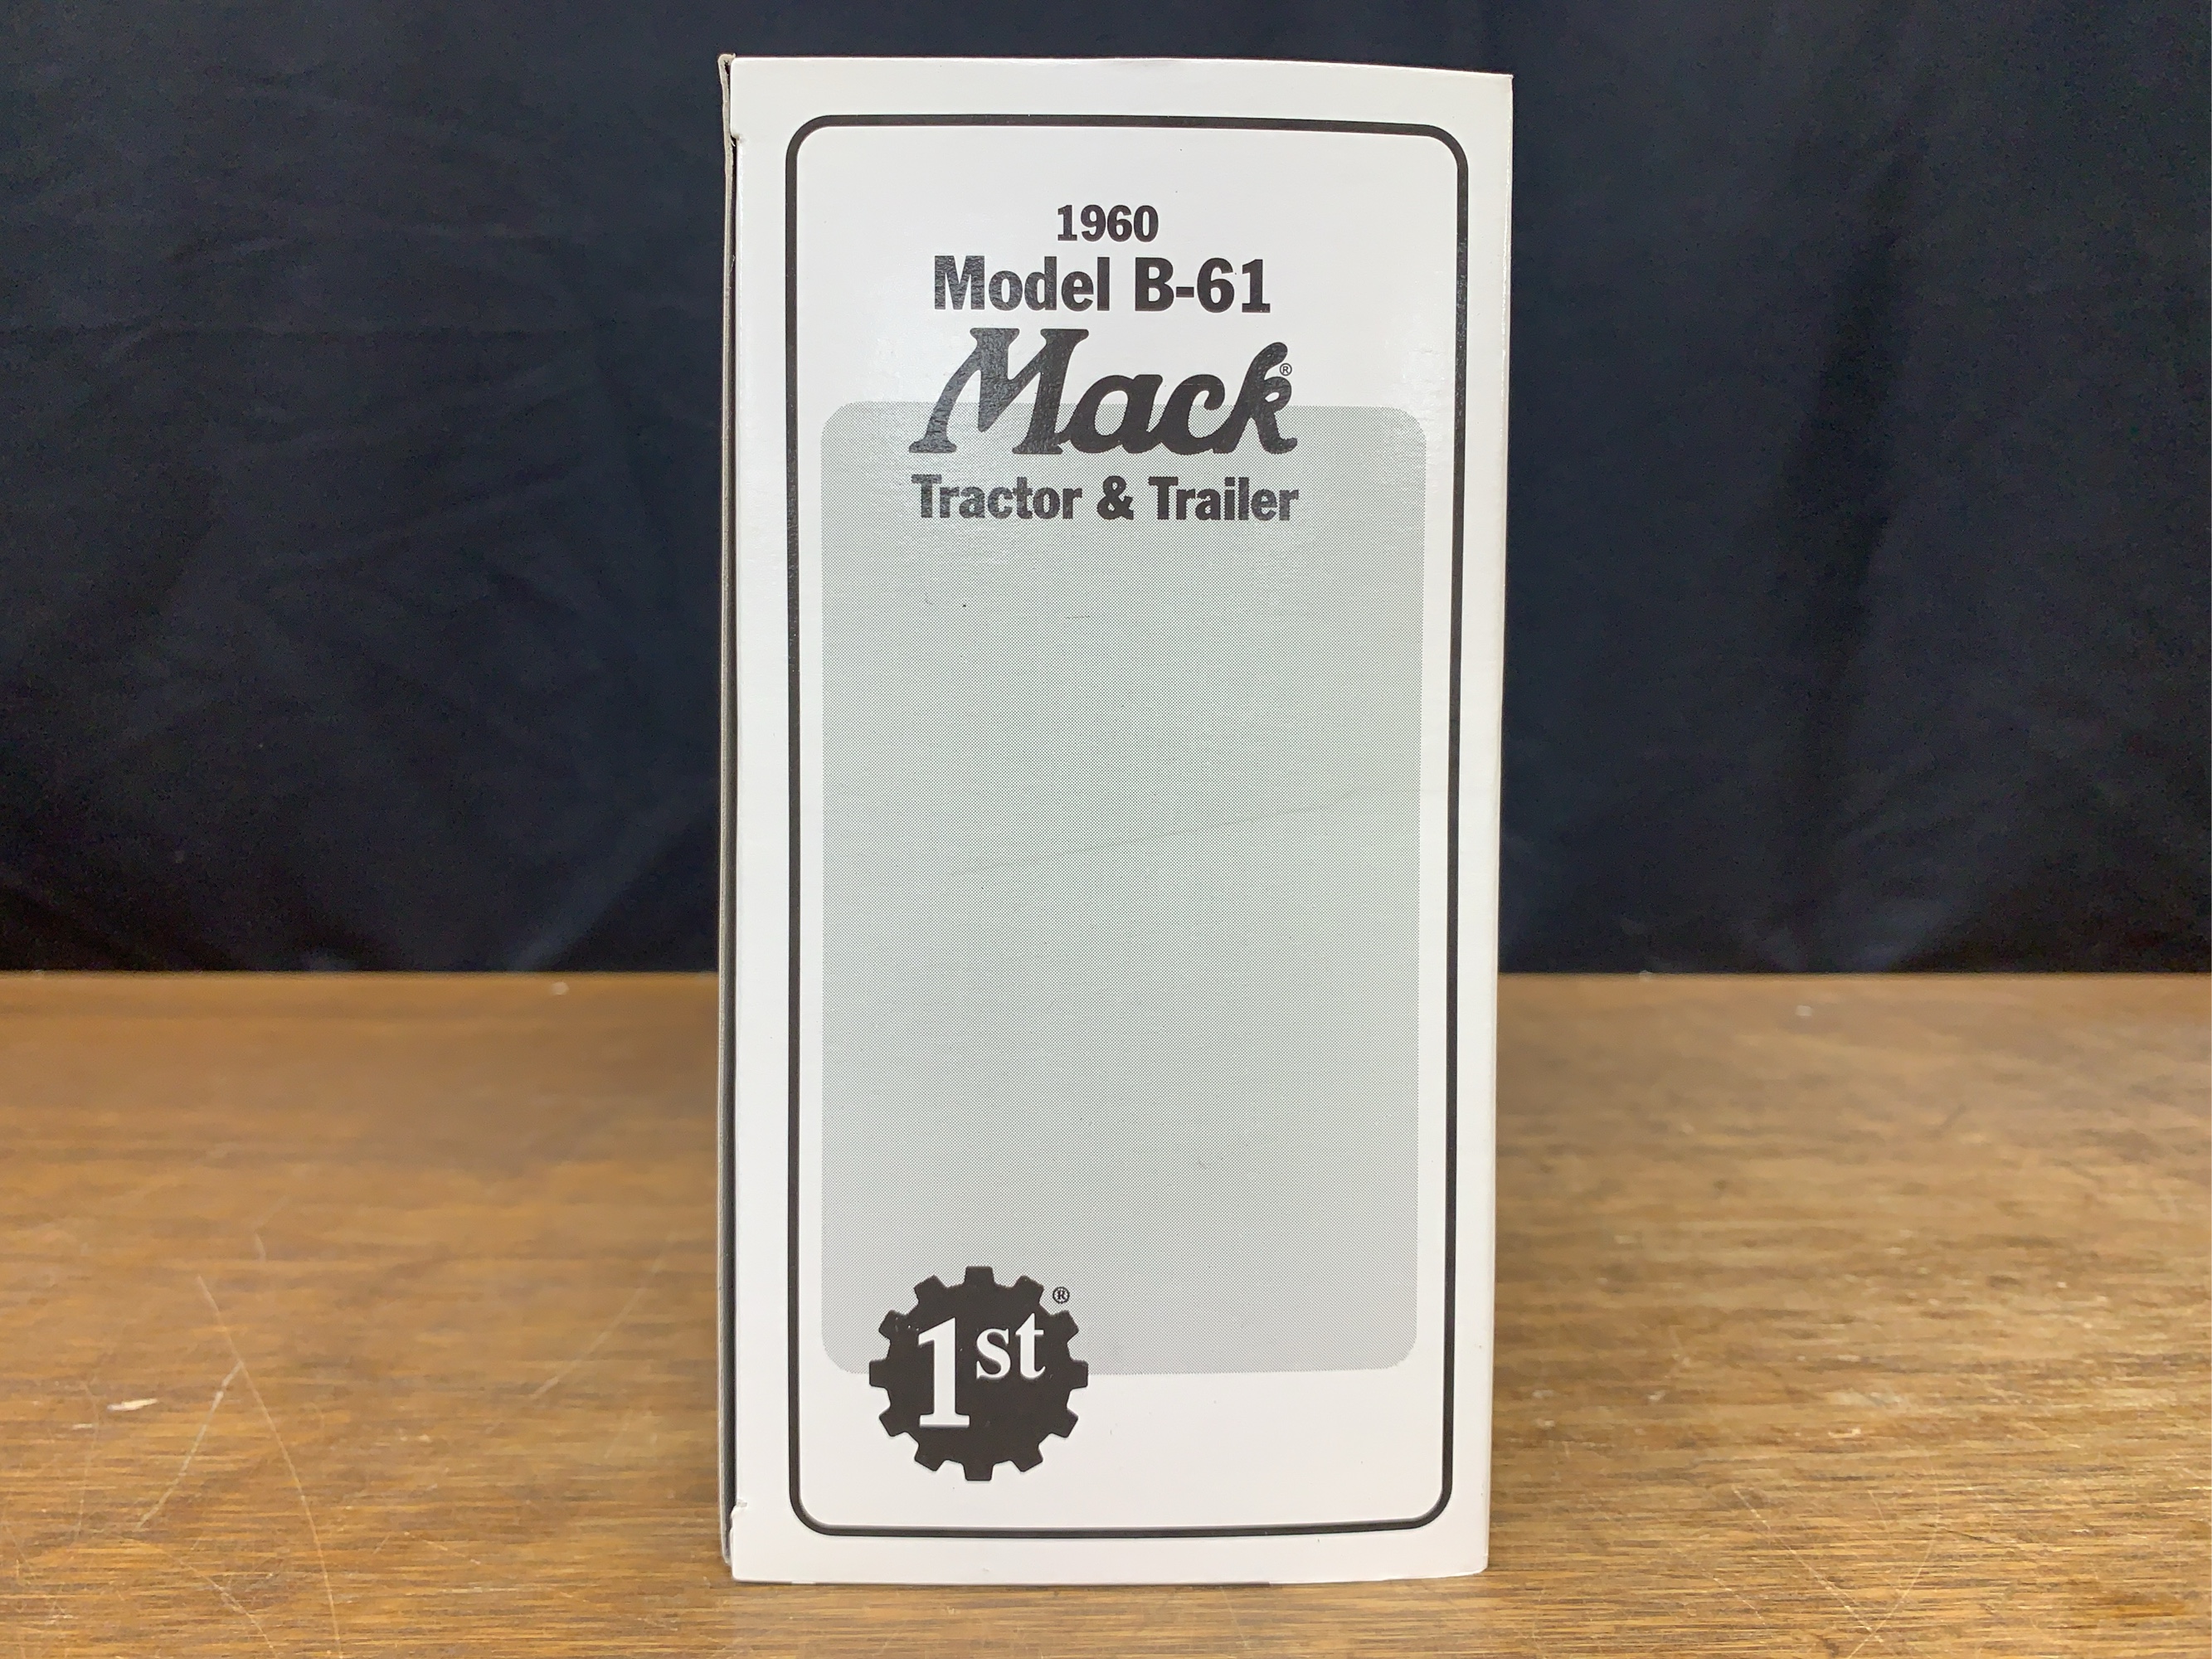 1960
Model B-61
Mack®
Tractor & Trailer
1st®